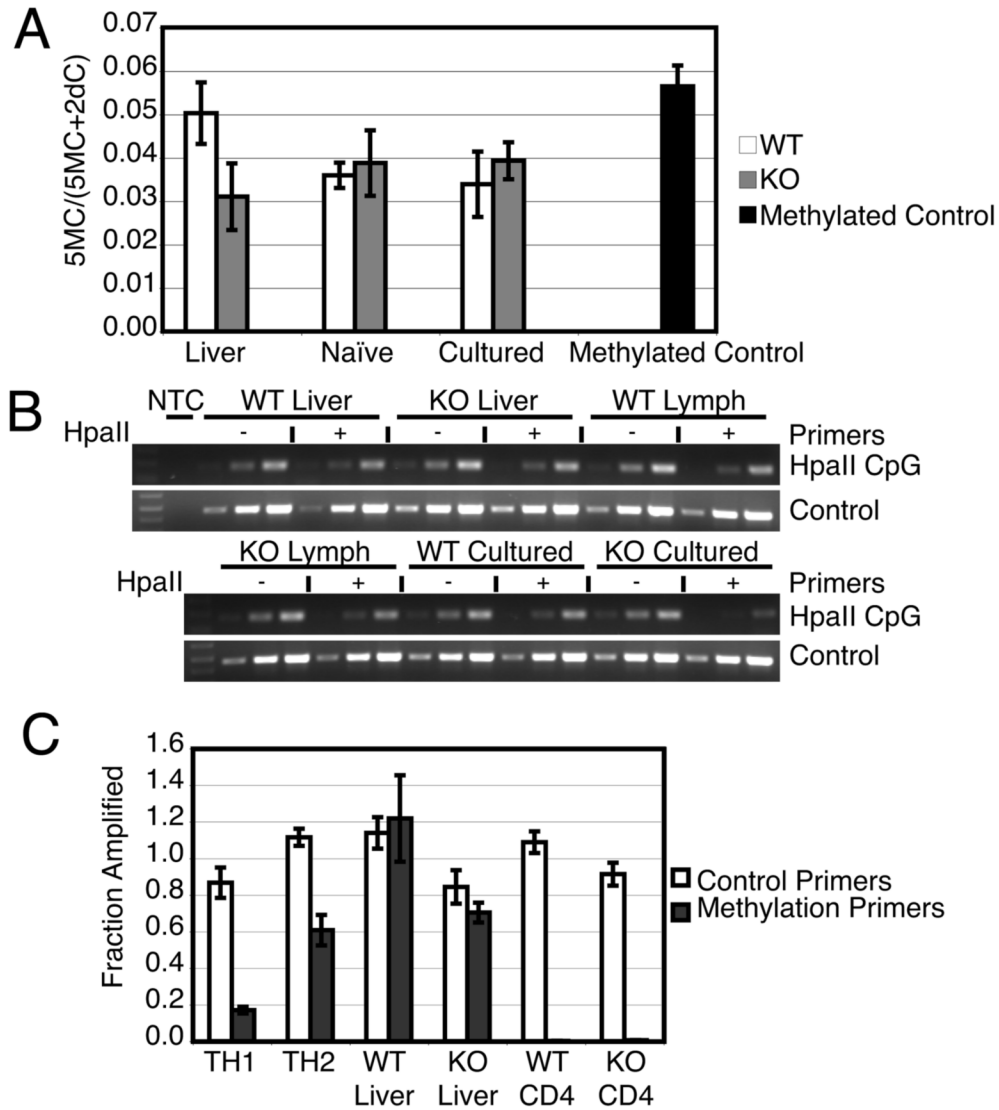 A
5MC/(5MC+2dC)
0.07
0.06
0.05
0.04
0.03
0.02
0.01
0.00
Liver Naïve Cultured Methylated Control
WT
KO
Methylated Control
B
NTC WT Liver KO Liver WT Lymph
HpaII - + - + - + Primers
HpaII CpG
Control
KO Lymph WT Cultured KO Cultured
HpaII - + - + - + Primers
HpaII CpG
Control
C
Fraction Amplified
1.6
1.4
1.2
1.0
0.8
0.6
0.4
0.2
0.0
TH1 TH2 WT KO WT KO
Liver Liver CD4 CD4
Control Primers
Methylation Primers